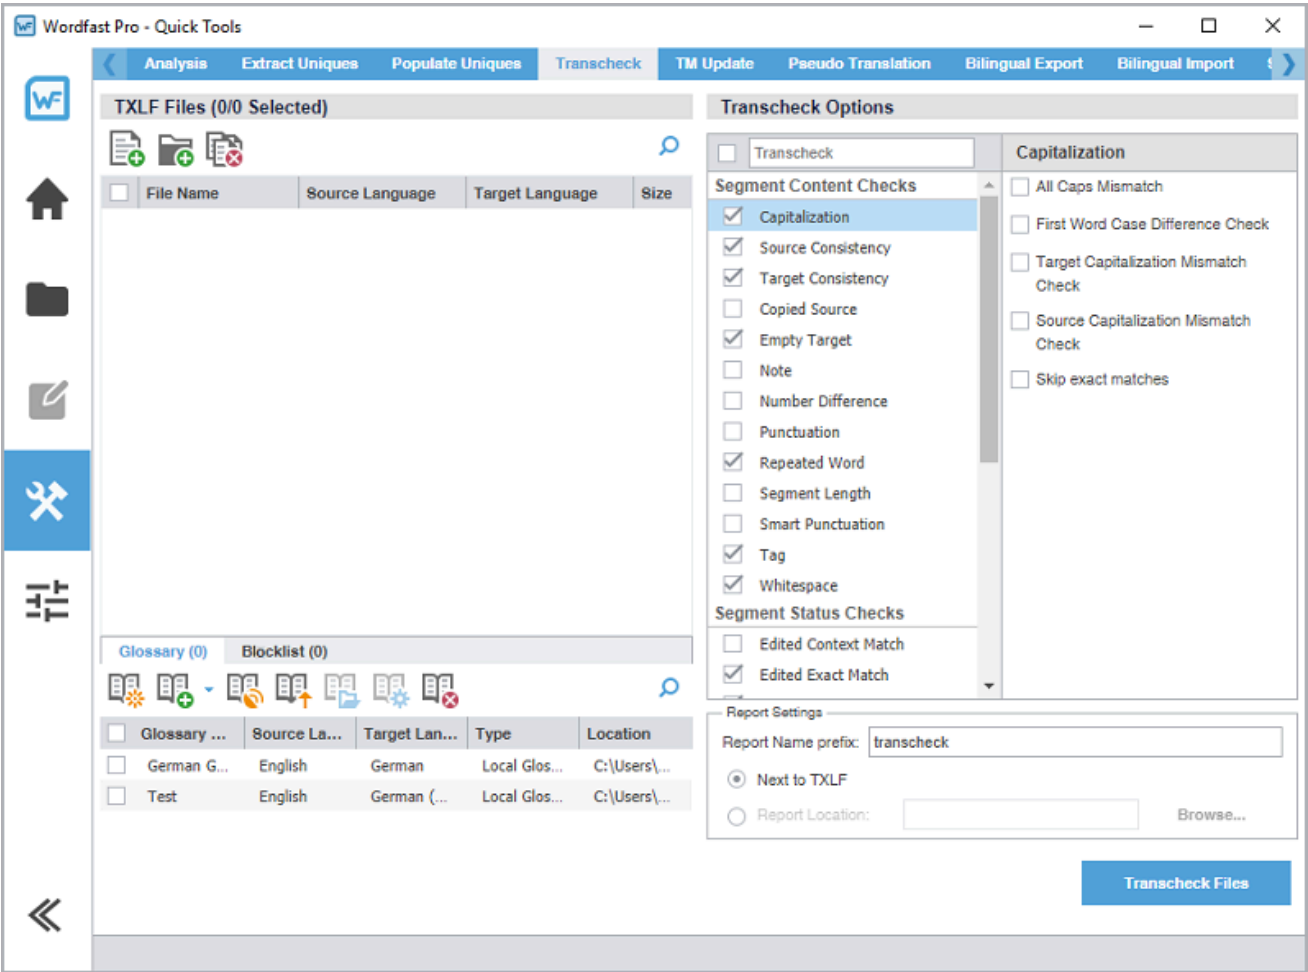 Wordfast Pro - Quick Tools
Analysis Extract Uniques Populate Uniques Transcheck TM Update Pseudo Translation Bilingual Export Bilingual Import
WF
TXLF Files (0/0 Selected)
File Name Source Language Target Language Size
Glossary (0) Blocklist (0)
Glossary ... Source La... Target Lan... Type Location
German G... English German Local Glos... C:\Users\...
Test English German (... Local Glos... C:\Users\...
Transcheck Options
Transcheck
Segment Content Checks
Capitalization
Source Consistency
Target Consistency
Copied Source
Empty Target
Note
Number Difference
Punctuation
Repeated Word
Segment Length
Smart Punctuation
Tag
Whitespace
Segment Status Checks
Edited Context Match
Edited Exact Match
Capitalization
All Caps Mismatch
First Word Case Difference Check
Target Capitalization Mismatch
Check
Source Capitalization Mismatch
Check
Skip exact matches
Report Settings
Report Name prefix: transcheck
Next to TXLF
Report Location: Browse...
Transcheck Files